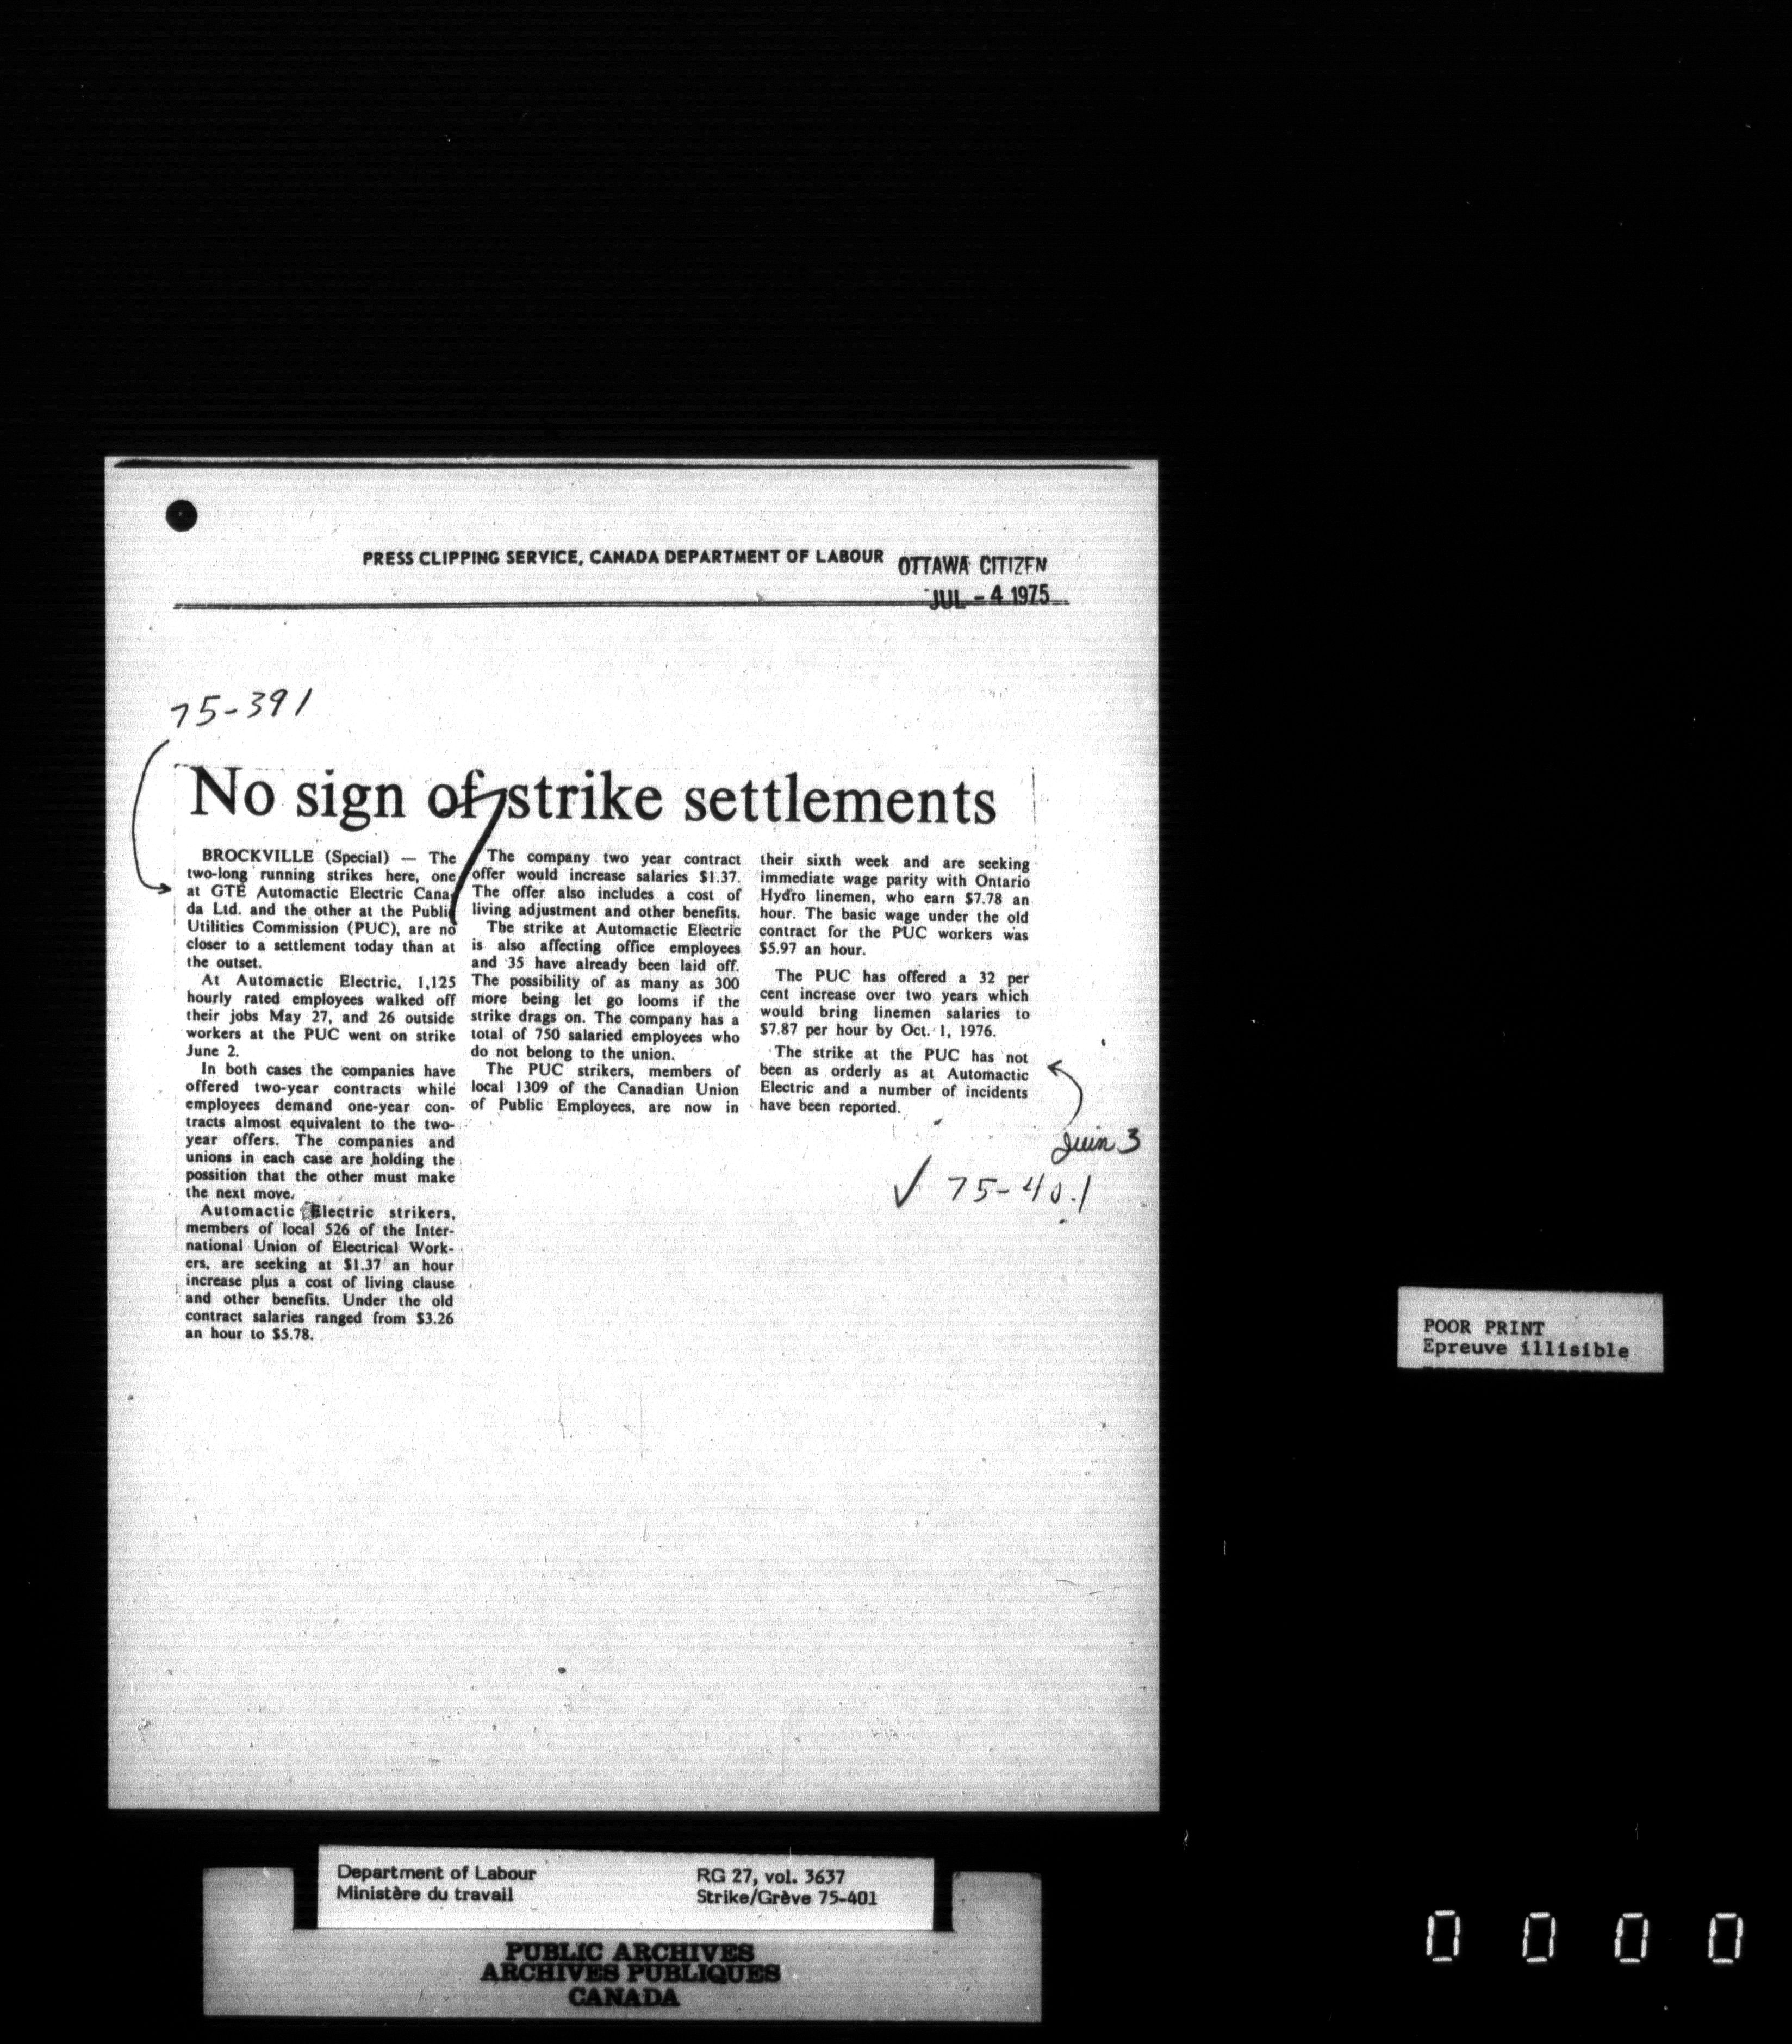 PRESS CLIPPING SERVICE, CANADA DEPARTMENT OF LABOUR
OTTAWA CITIZEN
JUL - 4 1975
75-391
No sign of strike settlements
BROCKVILLE (Special) — The
two-long running strikes here, one
at GTE Automactic Electric Cana-
da Ltd. and the other at the Public
Utilities Commission (PUC), are no
closer to a settlement today than at
the outset.
At Automactic Electric, 1,125
hourly rated employees walked off
their jobs May 27, and 26 outside
workers at the PUC went on strike
June 2.
In both cases the companies have
offered two-year contracts while
employees demand one-year con-
tracts almost equivalent to the two-
year offers. The companies and
unions in each case are holding the
possition that the other must make
the next move.
Automactic Electric strikers,
members of local 526 of the Inter-
national Union of Electrical Work-
ers, are seeking at $1.37 an hour
increase plus a cost of living clause
and other benefits. Under the old
contract salaries ranged from $3.26
an hour to $5.78.
The company two year contract
offer would increase salaries $1.37.
The offer also includes a cost of
living adjustment and other benefits.
The strike at Automactic Electric
is also affecting office employees
and 35 have already been laid off.
The possibility of as many as 300
more being let go looms if the
strike drags on. The company has a
total of 750 salaried employees who
do not belong to the union.
The PUC strikers, members of
local 1309 of the Canadian Union
of Public Employees, are now in
their sixth week and are seeking
immediate wage parity with Ontario
Hydro linemen, who earn $7.78 an
hour. The basic wage under the old
contract for the PUC workers was
$5.97 an hour.
The PUC has offered a 32 per
cent increase over two years which
would bring linemen salaries to
$7.87 per hour by Oct. 1, 1976.
The strike at the PUC has not
been as orderly as at Automactic
Electric and a number of incidents
have been reported.
Juin 3
✓ 75-401
POOR PRINT
Epreuve illisible
Department of Labour
Ministère du travail
RG 27, vol. 3637
Strike/Grève 75-401
PUBLIC ARCHIVES
ARCHIVES PUBLIQUES
CANADA
0 0 0 0